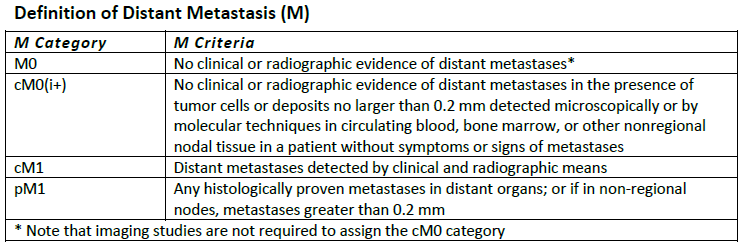 Definition of Distant Metastasis (M)
M Category M Criteria
M0 No clinical or radiographic evidence of distant metastases*
cM0(i+) No clinical or radiographic evidence of distant metastases in the presence of
tumor cells or deposits no larger than 0.2 mm detected microscopically or by
molecular techniques in circulating blood, bone marrow, or other nonregional
nodal tissue in a patient without symptoms or signs of metastases
cM1 Distant metastases detected by clinical and radiographic means
pM1 Any histologically proven metastases in distant organs; or if in non-regional
nodes, metastases greater than 0.2 mm
* Note that imaging studies are not required to assign the cM0 category